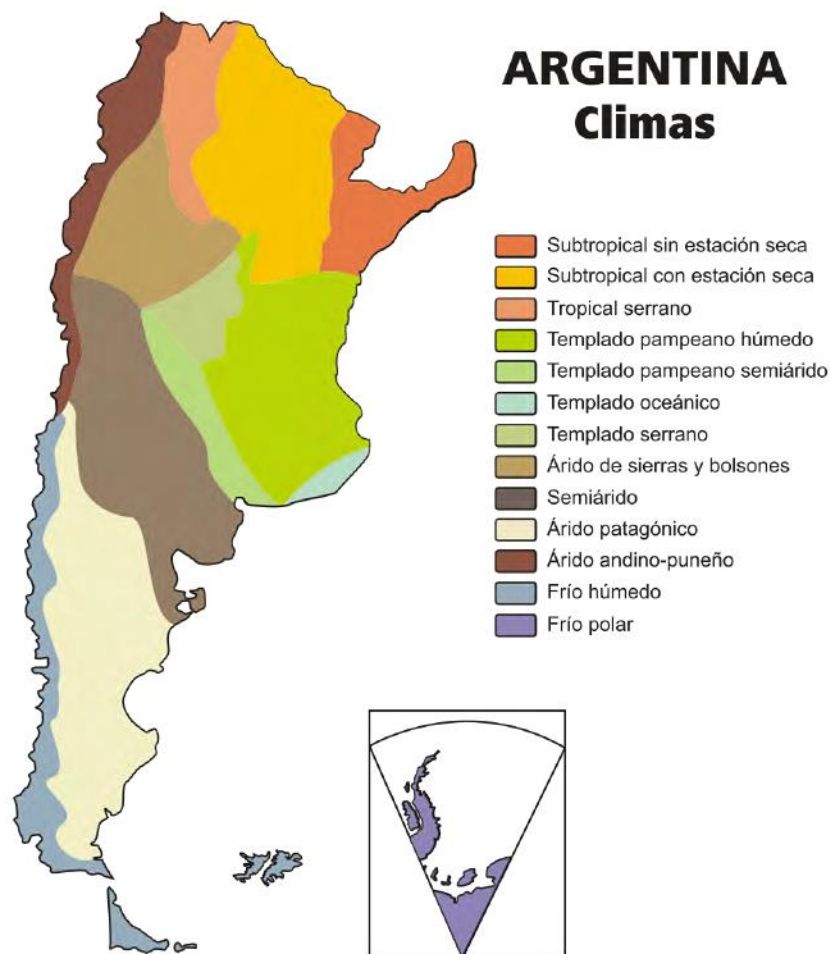 ARGENTINA
Climas
Subtropical sin estación seca
Subtropical con estación seca
Tropical serrano
Templado pampeano húmedo
Templado pampeano semiárido
Templado oceánico
Templado serrano
Árido de sierras y bolsones
Semiárido
Árido patagónico
Árido andino-puneño
Frío húmedo
Frío polar